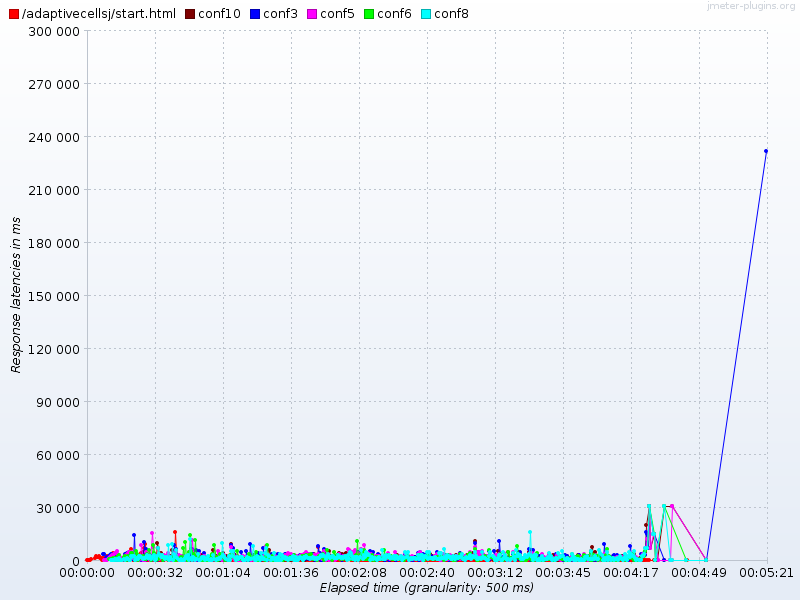 jmeter-plugins.org
/adaptivecellsj/start.html conf10 conf3 conf5 conf6 conf8
300 000
270 000
240 000
210 000
180 000
150 000
120 000
90 000
60 000
30 000
0
Response latencies in ms
00:00:00 00:00:32 00:01:04 00:01:36 00:02:08 00:02:40 00:03:12 00:03:45 00:04:17 00:04:49 00:05:21
Elapsed time (granularity: 500 ms)